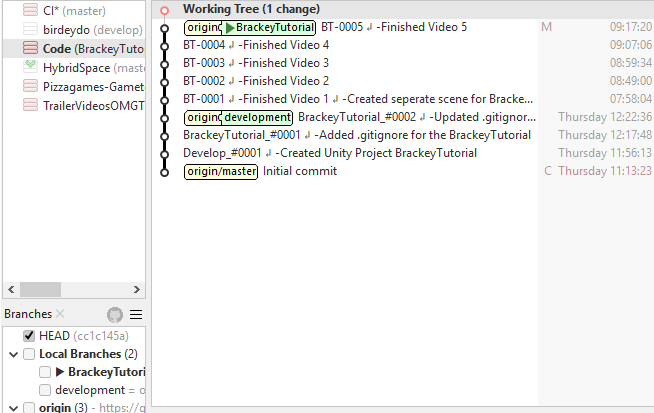 CI* (master)
birdeydo (develop)
Code (BrackeyTuto
HybridSpace (maste
Pizzagames-Gamet
TrailerVideosOMGT
Working Tree (1 change)
origin/ BrackeyTutorial BT-0005 ↲ -Finished Video 5 M 09:17:20
BT-0004 ↲ -Finished Video 4 09:07:06
BT-0003 ↲ -Finished Video 3 08:59:34
BT-0002 ↲ -Finished Video 2 08:49:00
BT-0001 ↲ -Finished Video 1 ↲ -Created seperate scene for Bracke... 07:58:04
origin/ development BrackeyTutorial_#0002 ↲ -Updated .gitignor... Thursday 12:22:36
BrackeyTutorial_#0001 ↲ -Added .gitignore for the BrackeyTutorial Thursday 12:17:48
Develop_#0001 ↲ -Created Unity Project BrackeyTutorial Thursday 11:56:13
origin/master Initial commit C Thursday 11:13:23
Branches
HEAD (cc1c145a)
Local Branches (2)
BrackeyTutori
development = o
origin (3) - https://g